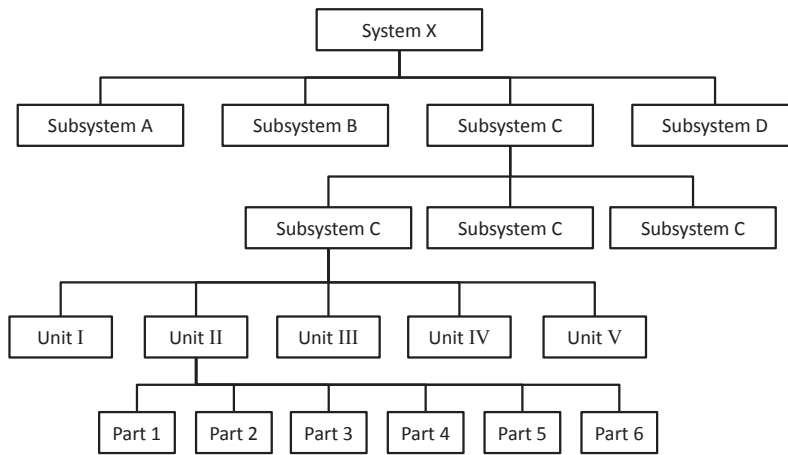 System X
Subsystem A
Subsystem B
Subsystem C
Subsystem D
Subsystem C
Subsystem C
Subsystem C
Unit I
Unit II
Unit III
Unit IV
Unit V
Part 1
Part 2
Part 3
Part 4
Part 5
Part 6